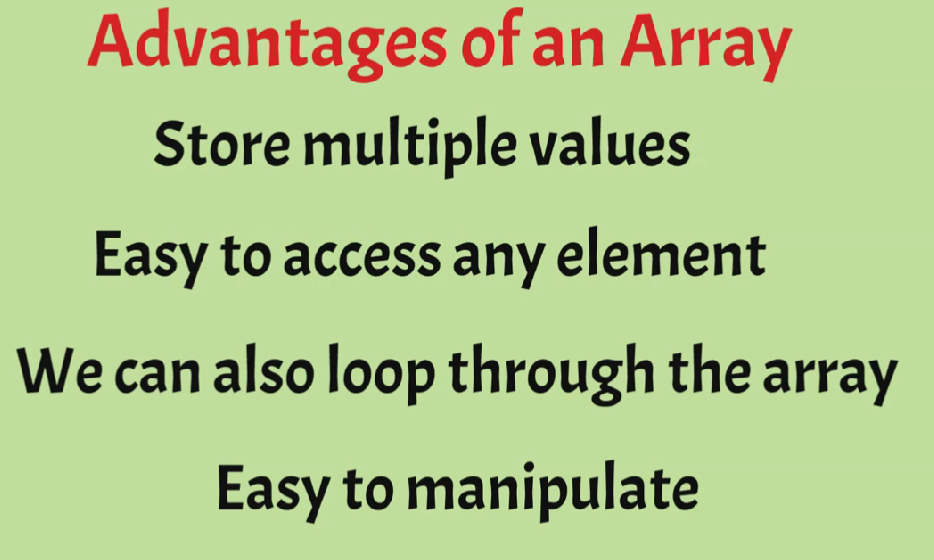 Advantages of an Array
Store multiple values
Easy to access any element
We can also loop through the array
Easy to manipulate